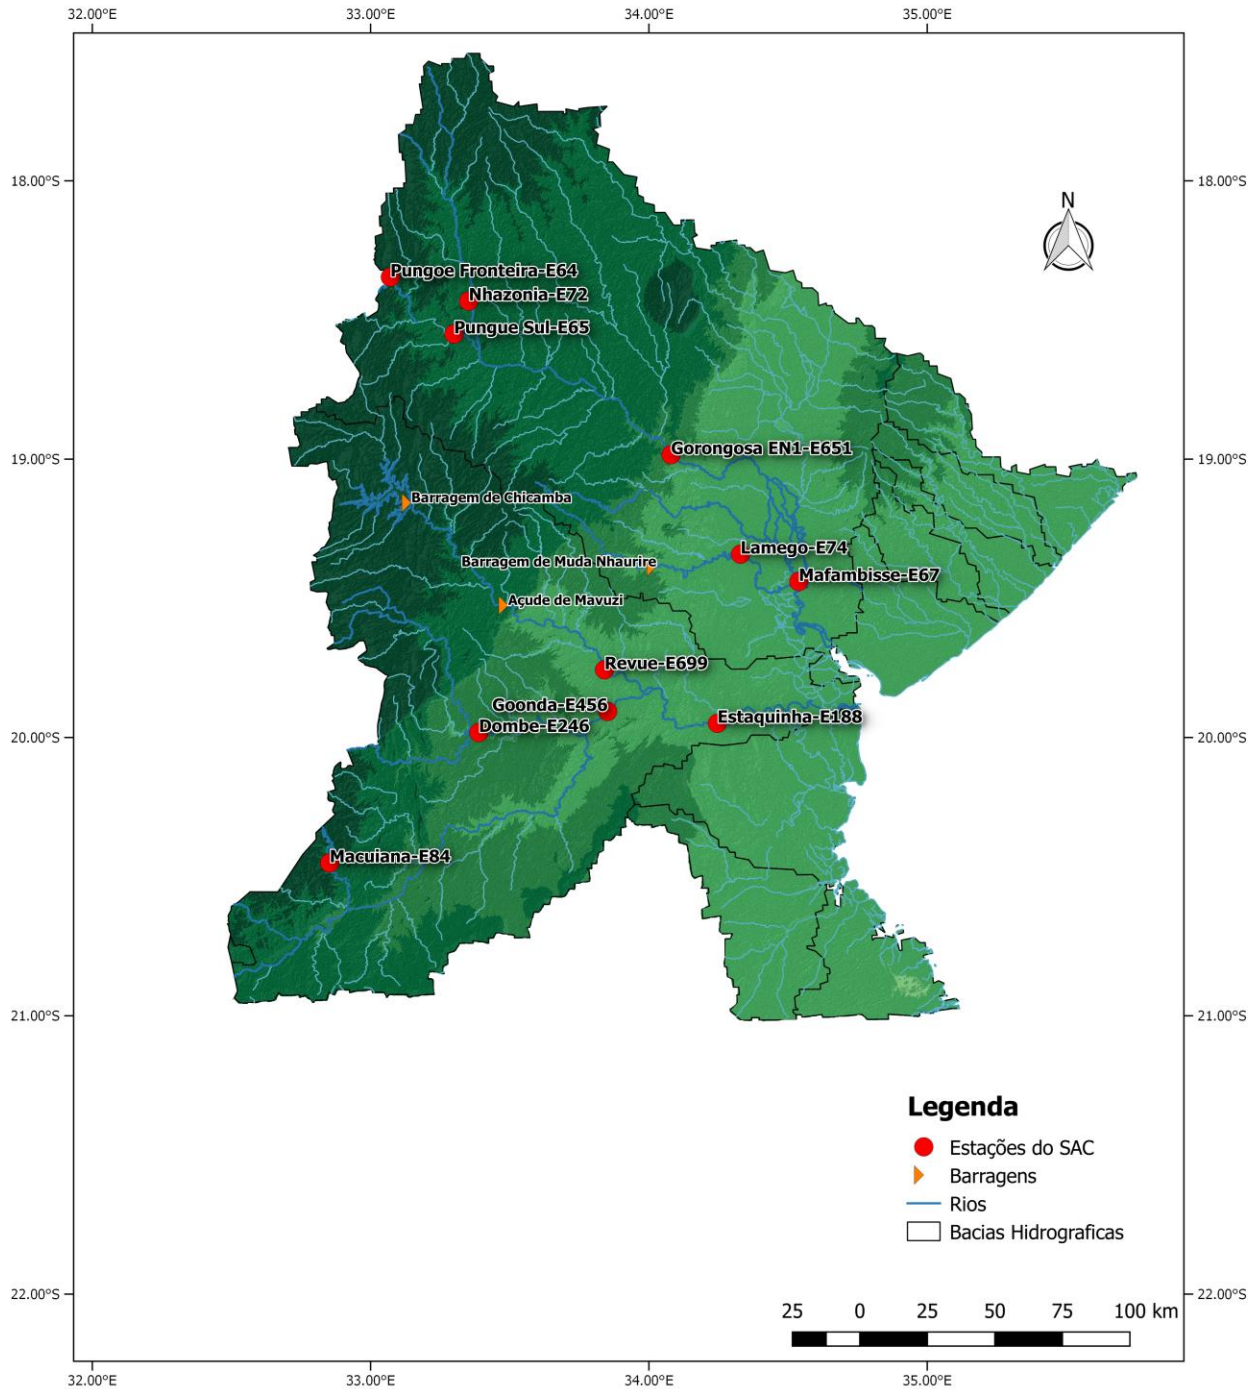 32.00°E 33.00°E 34.00°E 35.00°E
18.00°S 18.00°S
N
Pungoe Fronteira-E64
Nhazonia-E72
Pungue Sul-E65
Gorongosa EN1-E651
19.00°S 19.00°S
Barragem de Chicamba
Lamego-E74
Barragem de Muda Nhaurire
Mafambisse-E67
Açude de Mavuzi
Revue-E699
Goonda-E456
Estaquinha-E188
Dombe-E246
20.00°S 20.00°S
Macuiana-E84
21.00°S 21.00°S
Legenda
Estações do SAC
Barragens
Rios
Bacias Hidrograficas
22.00°S 22.00°S
25 0 25 50 75 100 km
32.00°E 33.00°E 34.00°E 35.00°E